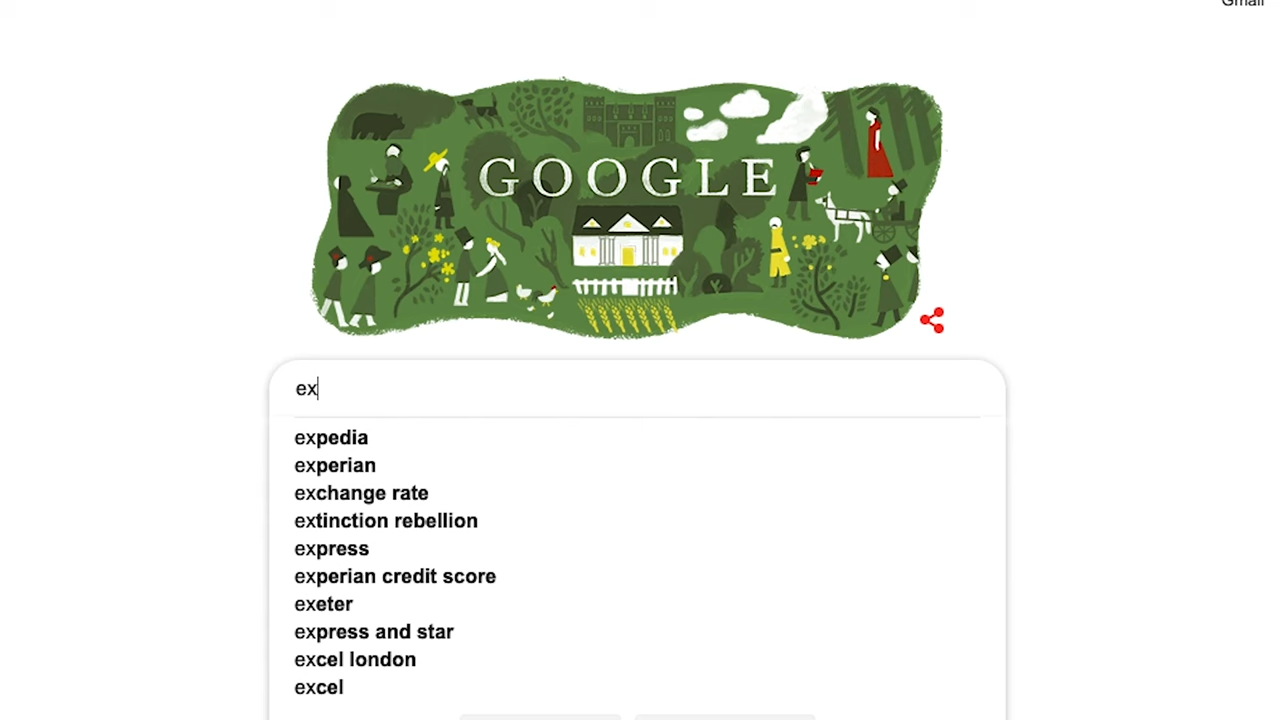 Gmail
GOOGLE
ex
expedia
experian
exchange rate
extinction rebellion
express
experian credit score
exeter
express and star
excel london
excel